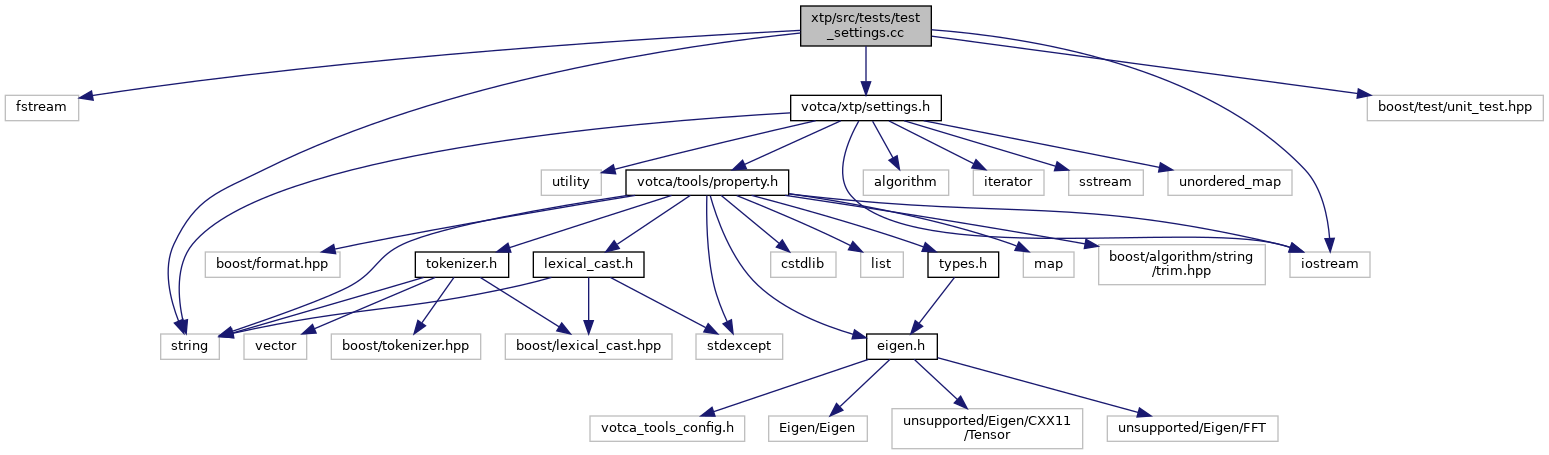 xtp/src/tests/test
_settings.cc
fstream
votca/xtp/settings.h
boost/test/unit_test.hpp
utility
votca/tools/property.h
algorithm
iterator
sstream
unordered_map
boost/format.hpp
tokenizer.h
lexical_cast.h
cstdlib
list
types.h
map
boost/algorithm/string
/trim.hpp
iostream
string
vector
boost/tokenizer.hpp
boost/lexical_cast.hpp
stdexcept
eigen.h
votca_tools_config.h
Eigen/Eigen
unsupported/Eigen/CXX11
/Tensor
unsupported/Eigen/FFT